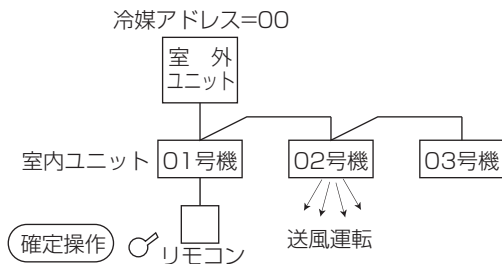 冷媒アドレス=00
室 外
ユニット
室内ユニット
01号機
02号機
03号機
送風運転
確定操作
リモコン